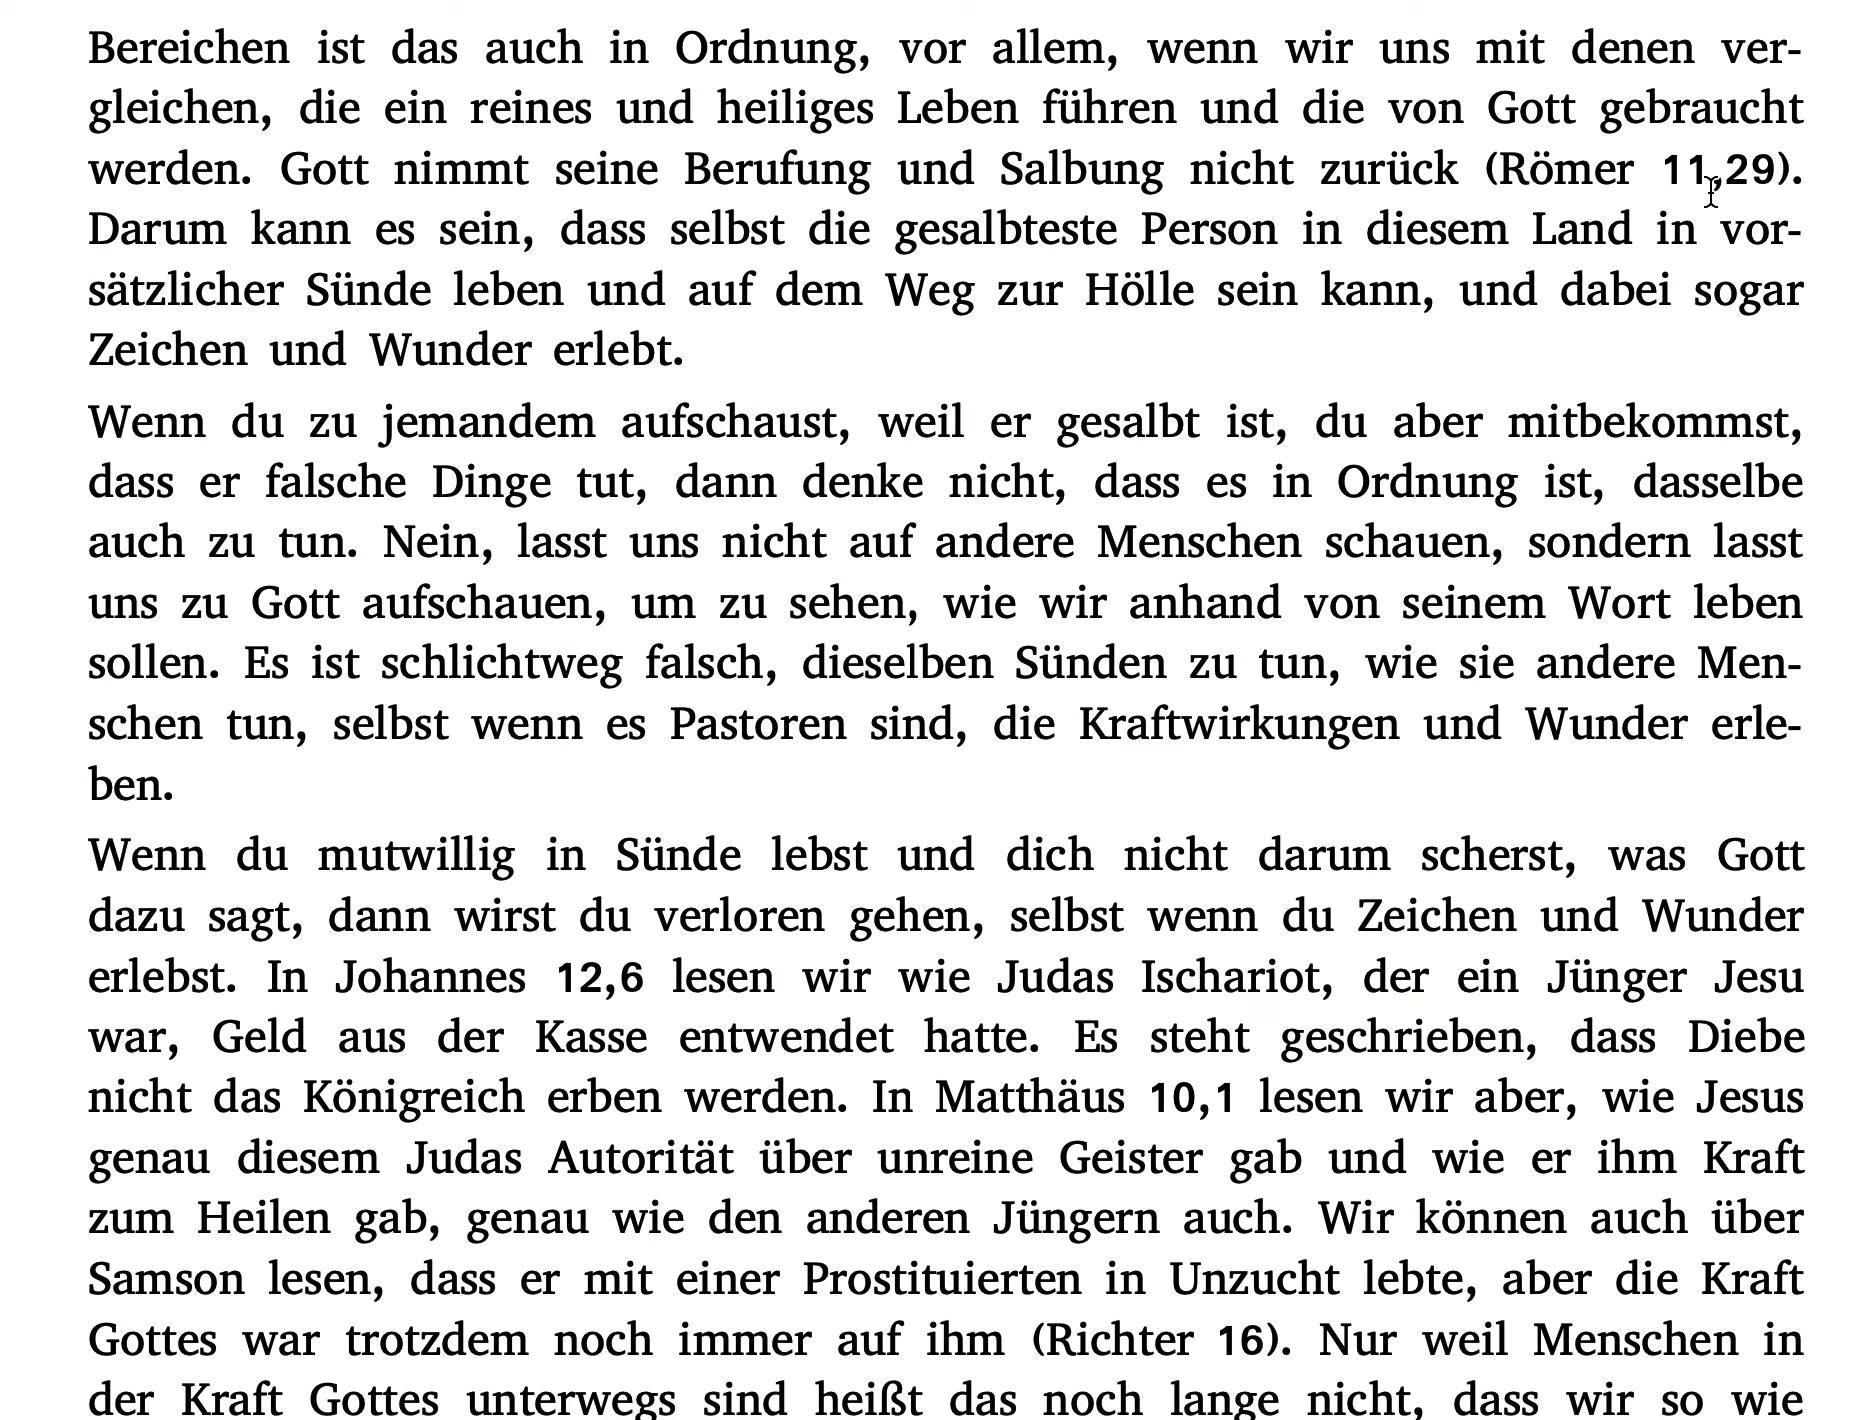 Bereichen ist das auch in Ordnung, vor allem, wenn wir uns mit denen ver-
gleichen, die ein reines und heiliges Leben führen und die von Gott gebraucht
werden. Gott nimmt seine Berufung und Salbung nicht zurück (Römer 11,29).
Darum kann es sein, dass selbst die gesalbteste Person in diesem Land in vor-
sätzlicher Sünde leben und auf dem Weg zur Hölle sein kann, und dabei sogar
Zeichen und Wunder erlebt.
Wenn du zu jemandem aufschaust, weil er gesalbt ist, du aber mitbekommst,
dass er falsche Dinge tut, dann denke nicht, dass es in Ordnung ist, dasselbe
auch zu tun. Nein, lasst uns nicht auf andere Menschen schauen, sondern lasst
uns zu Gott aufschauen, um zu sehen, wie wir anhand von seinem Wort leben
sollen. Es ist schlichtweg falsch, dieselben Sünden zu tun, wie sie andere Men-
schen tun, selbst wenn es Pastoren sind, die Kraftwirkungen und Wunder erle-
ben.
Wenn du mutwillig in Sünde lebst und dich nicht darum scherst, was Gott
dazu sagt, dann wirst du verloren gehen, selbst wenn du Zeichen und Wunder
erlebst. In Johannes 12,6 lesen wir wie Judas Ischariot, der ein Jünger Jesu
war, Geld aus der Kasse entwendet hatte. Es steht geschrieben, dass Diebe
nicht das Königreich erben werden. In Matthäus 10,1 lesen wir aber, wie Jesus
genau diesem Judas Autorität über unreine Geister gab und wie er ihm Kraft
zum Heilen gab, genau wie den anderen Jüngern auch. Wir können auch über
Samson lesen, dass er mit einer Prostituierten in Unzucht lebte, aber die Kraft
Gottes war trotzdem noch immer auf ihm (Richter 16). Nur weil Menschen in
der Kraft Gottes unterwegs sind heißt das noch lange nicht, dass wir so wie